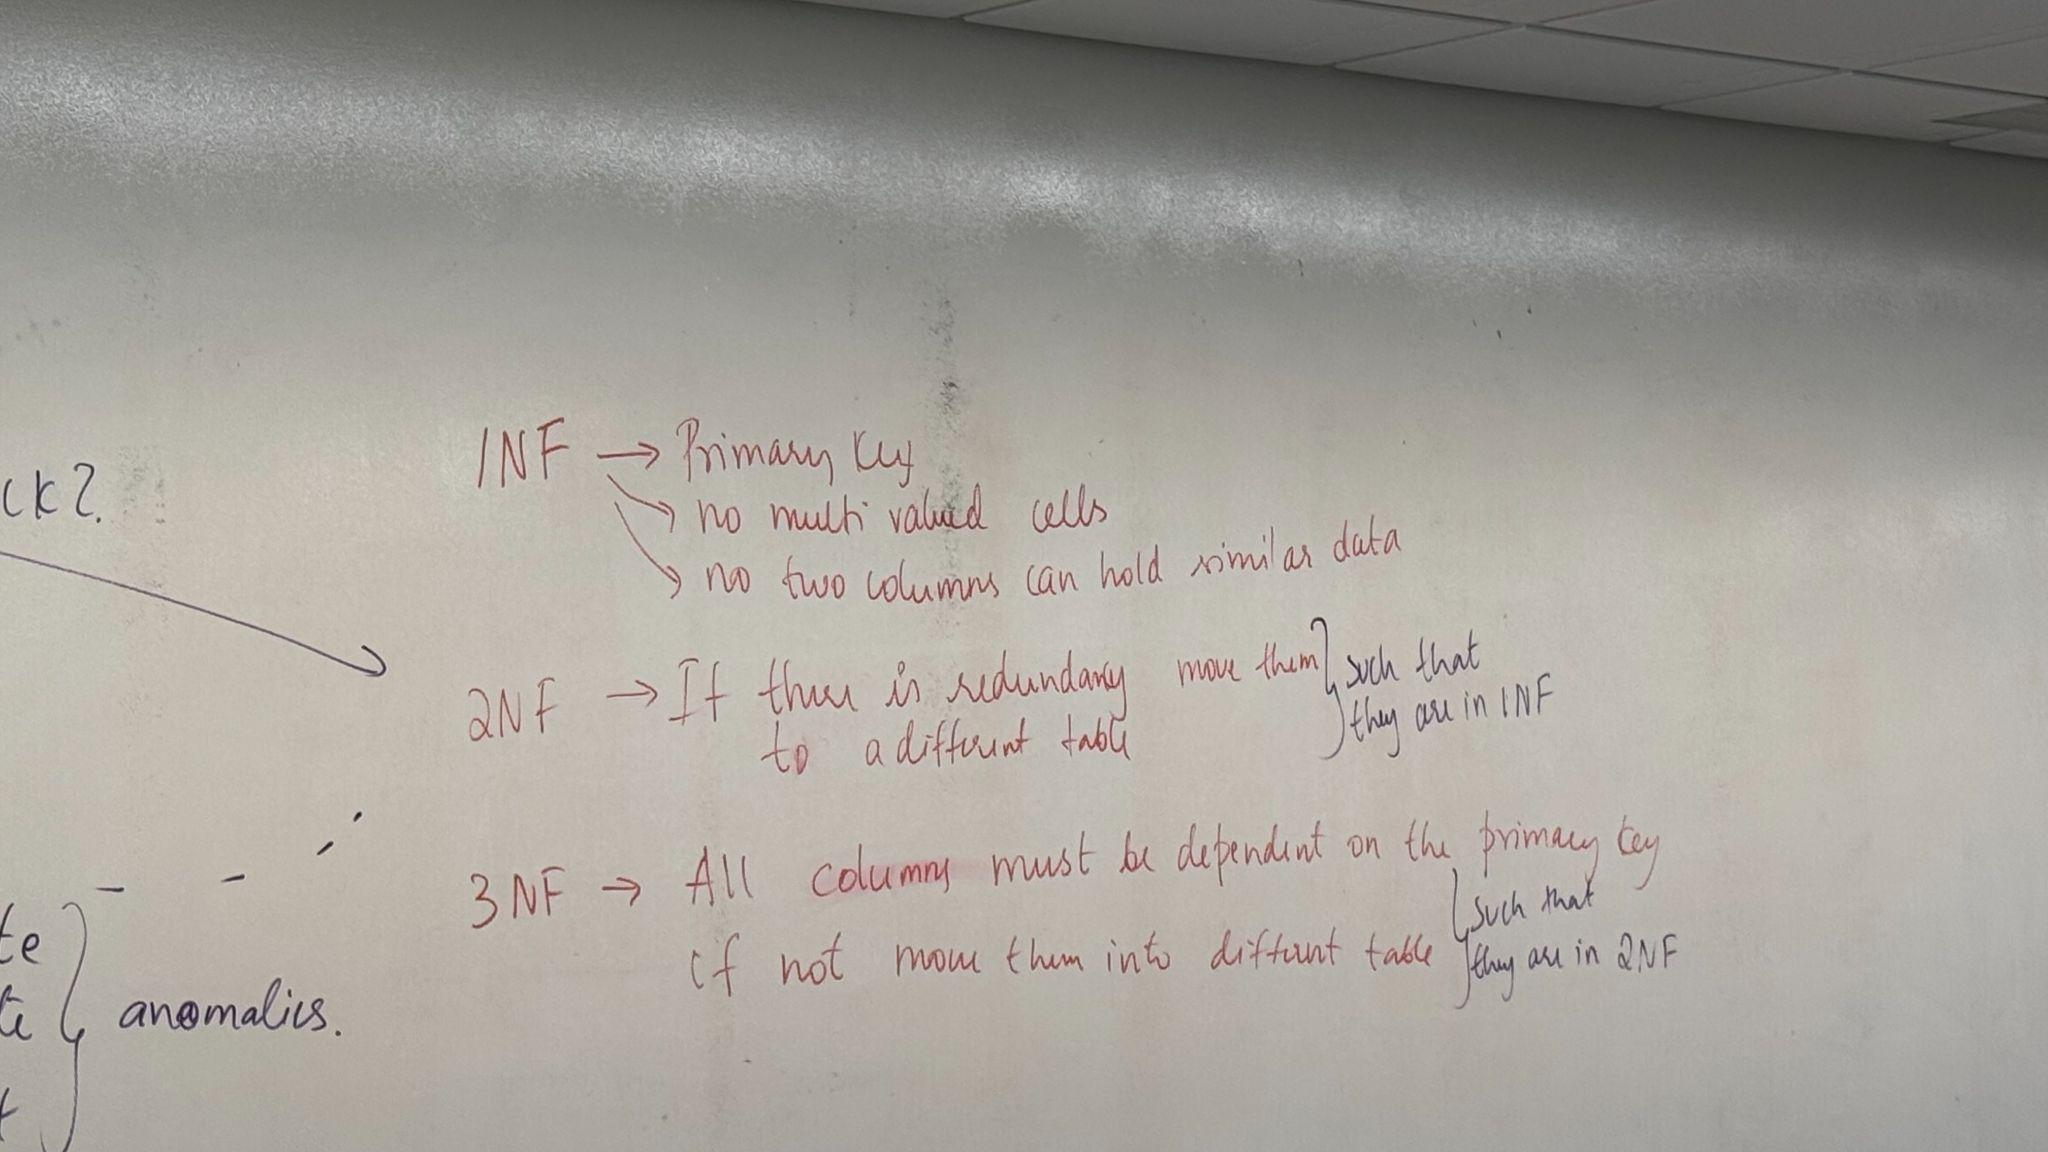 ck?
1NF → Primary Key
→ no multi valued cells
→ no two columns can hold similar data
2NF → If there is redundancy move them } such that
to a different table they are in 1NF
3NF → All columns must be dependent on the primary key
if not move them into different table } such that
they are in 2NF
te
te } anomalies.